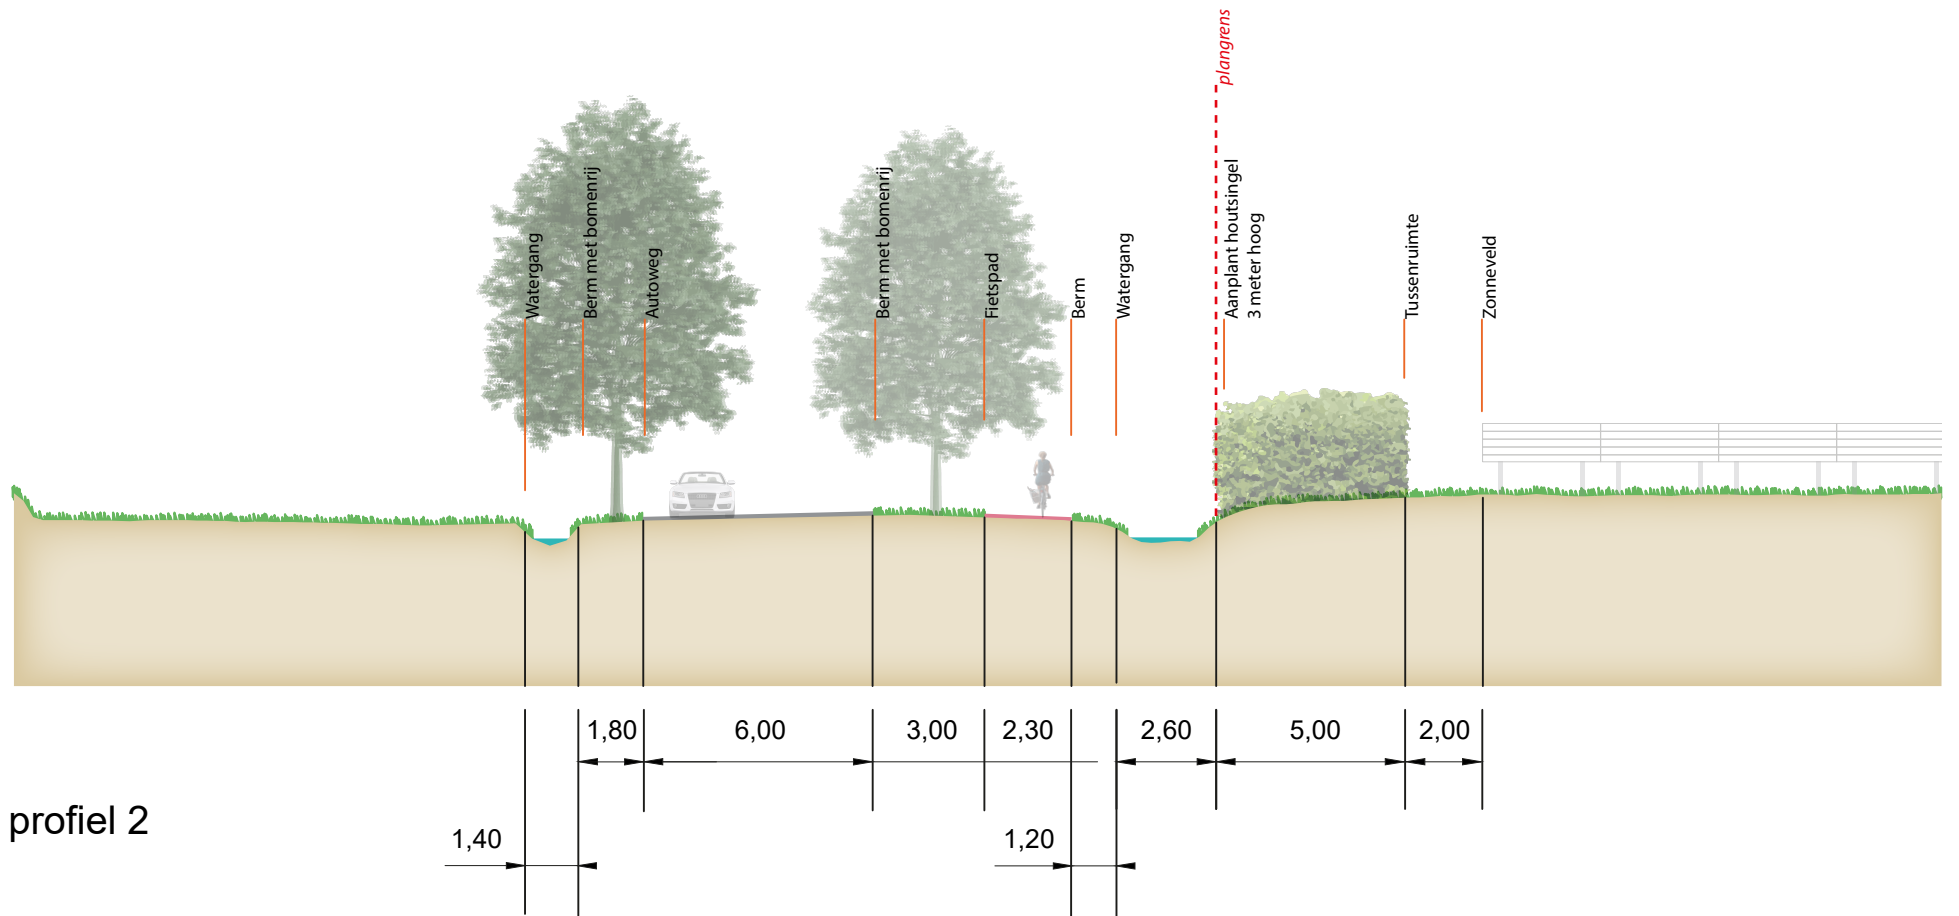 plangrens
Watergang
Berm met bomenrij
Autoweg
Berm met bomenrij
Fietspad
Berm
Watergang
Aanplant houtsingel
3 meter hoog
Tussenruimte
Zonneveld
1,80
6,00
3,00
2,30
2,60
5,00
2,00
profiel 2
1,40
1,20